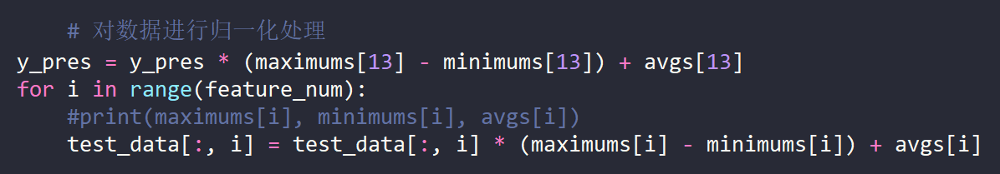 # 对数据进行归一化处理
y_pres = y_pres * (maximums[13] - minimums[13]) + avgs[13]
for i in range(feature_num):
#print(maximums[i], minimums[i], avgs[i])
test_data[:, i] = test_data[:, i] * (maximums[i] - minimums[i]) + avgs[i]